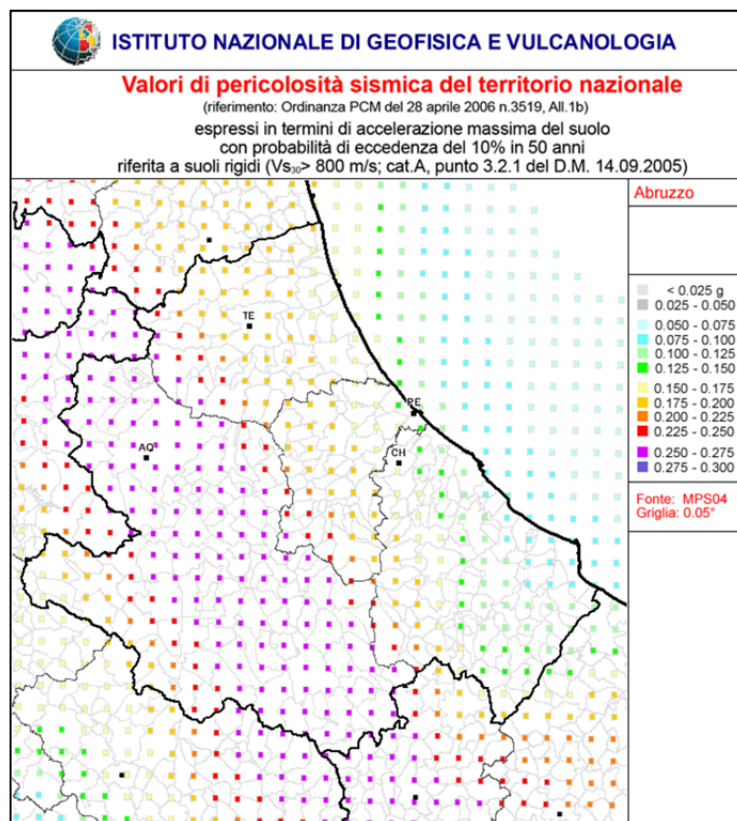 ISTITUTO NAZIONALE DI GEOFISICA E VULCANOLOGIA
Valori di pericolosità sismica del territorio nazionale
(riferimento: Ordinanza PCM del 28 aprile 2006 n.3519, All.1b)
espressi in termini di accelerazione massima del suolo
con probabilità di eccedenza del 10% in 50 anni
riferita a suoli rigidi (Vs₃₀> 800 m/s; cat.A, punto 3.2.1 del D.M. 14.09.2005)
Abruzzo
< 0.025 g
0.025 - 0.050
0.050 - 0.075
0.075 - 0.100
0.100 - 0.125
0.125 - 0.150
0.150 - 0.175
0.175 - 0.200
0.200 - 0.225
0.225 - 0.250
0.250 - 0.275
0.275 - 0.300
Fonte: MPS04
Griglia: 0.05°
TE
PE
AQ
CH